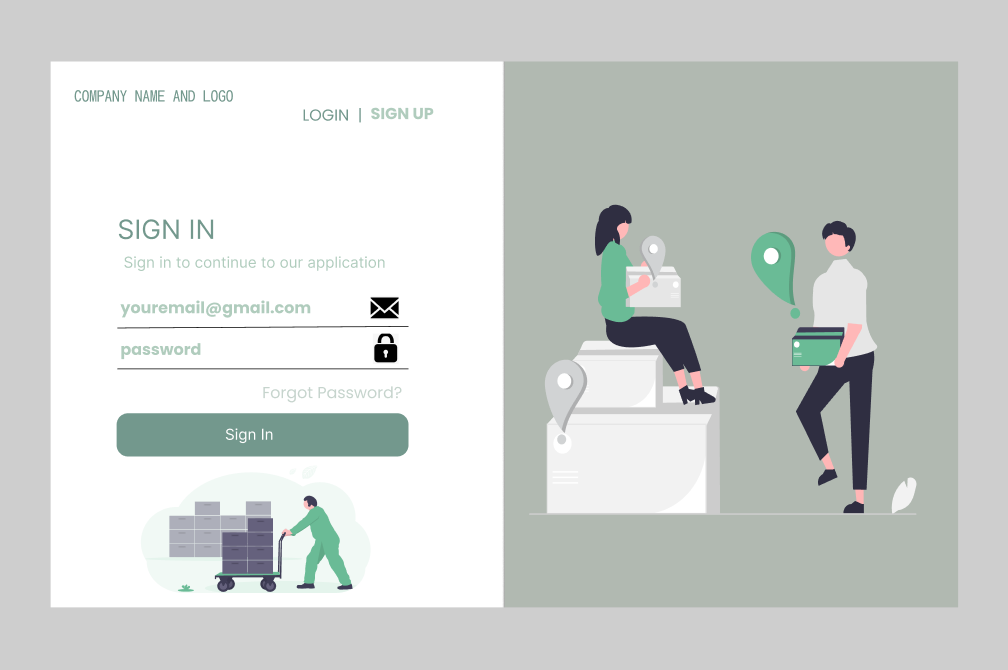 COMPANY NAME AND LOGO
LOGIN | SIGN UP
SIGN IN
Sign in to continue to our application
youremail@gmail.com
password
Forgot Password?
Sign In